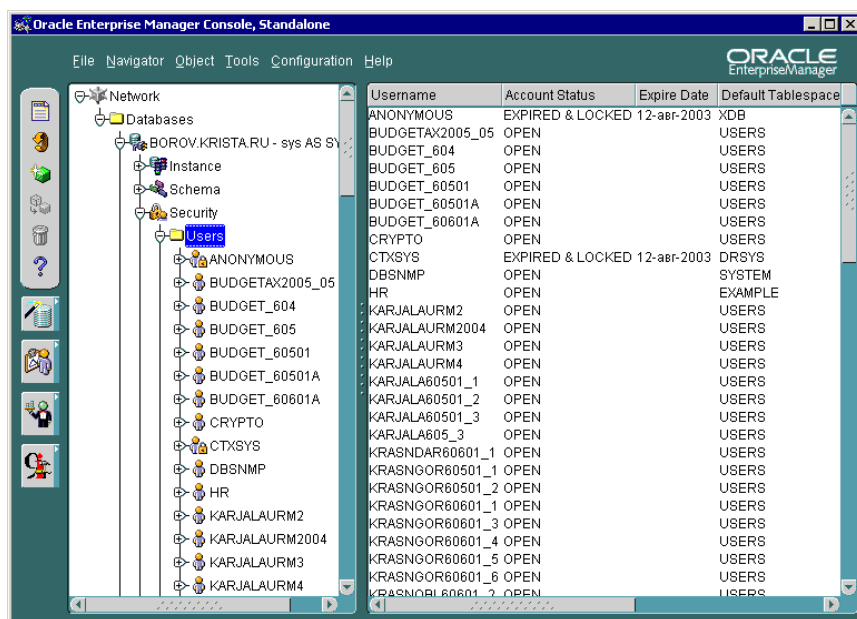 Oracle Enterprise Manager Console, Standalone
File Navigator Object Tools Configuration Help
ORACLE
EnterpriseManager
Network
Databases
BOROV.KRISTA.RU - sys AS SY
Instance
Schema
Security
Users
ANONYMOUS
BUDGETAX2005_05
BUDGET_604
BUDGET_605
BUDGET_60501
BUDGET_60501A
BUDGET_60601A
CRYPTO
CTXSYS
DBSNMP
HR
KARJALAURM2
KARJALAURM2004
KARJALAURM3
KARJALAURM4
Username Account Status Expire Date Default Tablespace
ANONYMOUS EXPIRED & LOCKED 12-авг-2003 XDB
BUDGETAX2005_05 OPEN USERS
BUDGET_604 OPEN USERS
BUDGET_605 OPEN USERS
BUDGET_60501 OPEN USERS
BUDGET_60501A OPEN USERS
BUDGET_60601A OPEN USERS
CRYPTO OPEN USERS
CTXSYS EXPIRED & LOCKED 12-авг-2003 DRSYS
DBSNMP OPEN SYSTEM
HR OPEN EXAMPLE
KARJALAURM2 OPEN USERS
KARJALAURM2004 OPEN USERS
KARJALAURM3 OPEN USERS
KARJALAURM4 OPEN USERS
KARJALA60501_1 OPEN USERS
KARJALA60501_2 OPEN USERS
KARJALA60501_3 OPEN USERS
KARJALA605_3 OPEN USERS
KRASNDAR60601_1 OPEN USERS
KRASNGOR60501_1 OPEN USERS
KRASNGOR60501_2 OPEN USERS
KRASNGOR60601_1 OPEN USERS
KRASNGOR60601_3 OPEN USERS
KRASNGOR60601_4 OPEN USERS
KRASNGOR60601_5 OPEN USERS
KRASNGOR60601_6 OPEN USERS
KRASNOBL60601_2 OPEN USERS